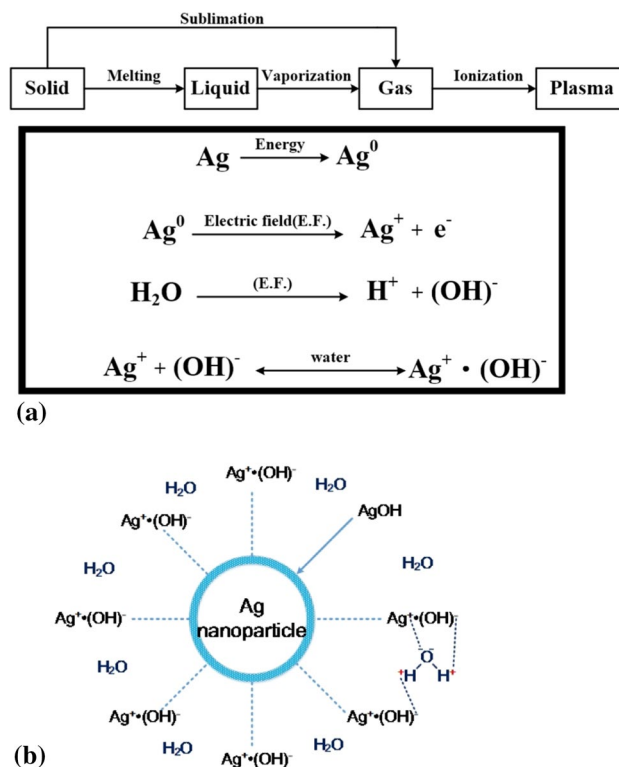 Sublimation
Solid Melting Liquid Vaporization Gas Ionization Plasma
Ag Energy Ag⁰
Ag⁰ Electric field(E.F.) Ag⁺ + e⁻
H₂O (E.F.) H⁺ + (OH)⁻
Ag⁺ + (OH)⁻ water Ag⁺ · (OH)⁻
(a)
Ag⁺•(OH)⁻
H₂O H₂O
Ag⁺•(OH)⁻ AgOH
H₂O H₂O
Ag⁺•(OH)⁻ Ag nanoparticle Ag⁺•(OH)⁻
H₂O
O⁻
⁺H H⁺
Ag⁺•(OH)⁻ Ag⁺•(OH)⁻
H₂O H₂O
Ag⁺•(OH)⁻
(b)